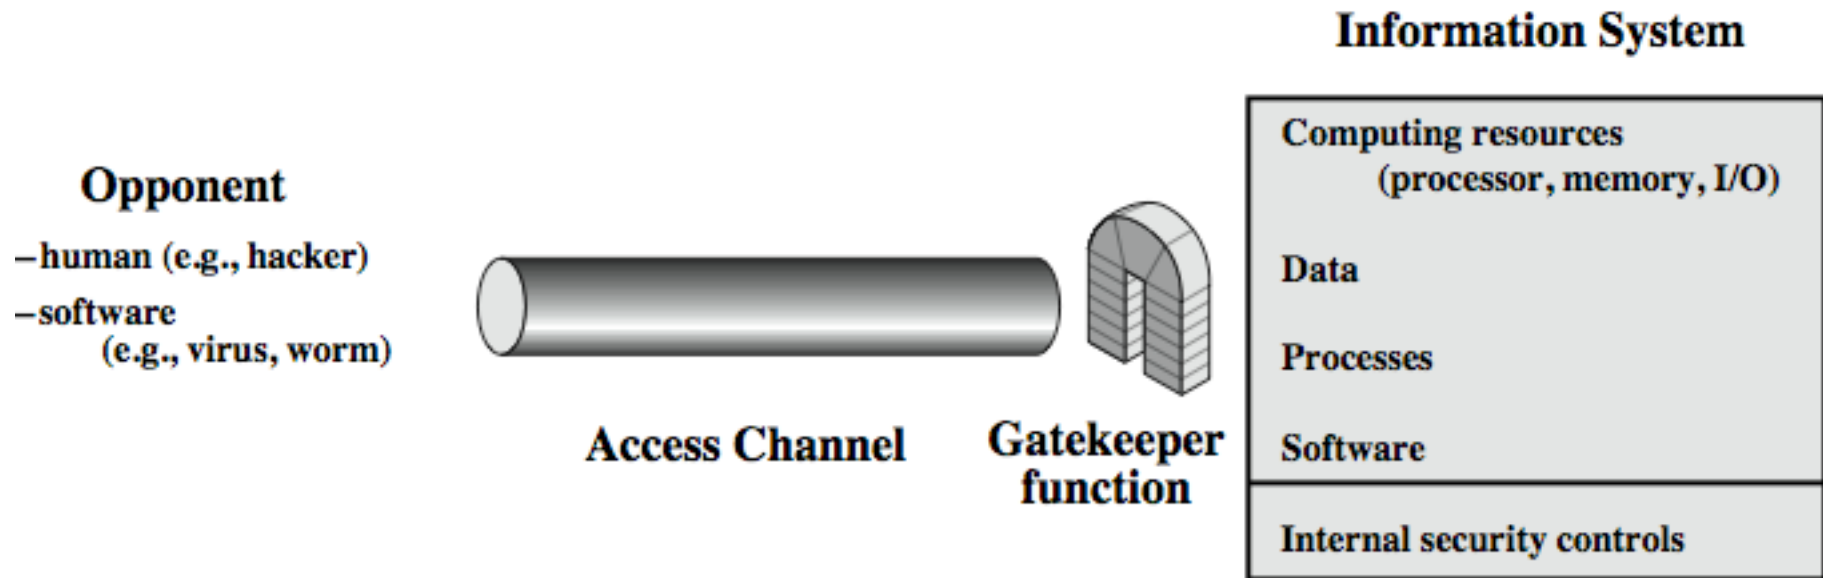 Information System
Opponent
–human (e.g., hacker)
–software
(e.g., virus, worm)
Access Channel
Gatekeeper
function
Computing resources
(processor, memory, I/O)
Data
Processes
Software
Internal security controls